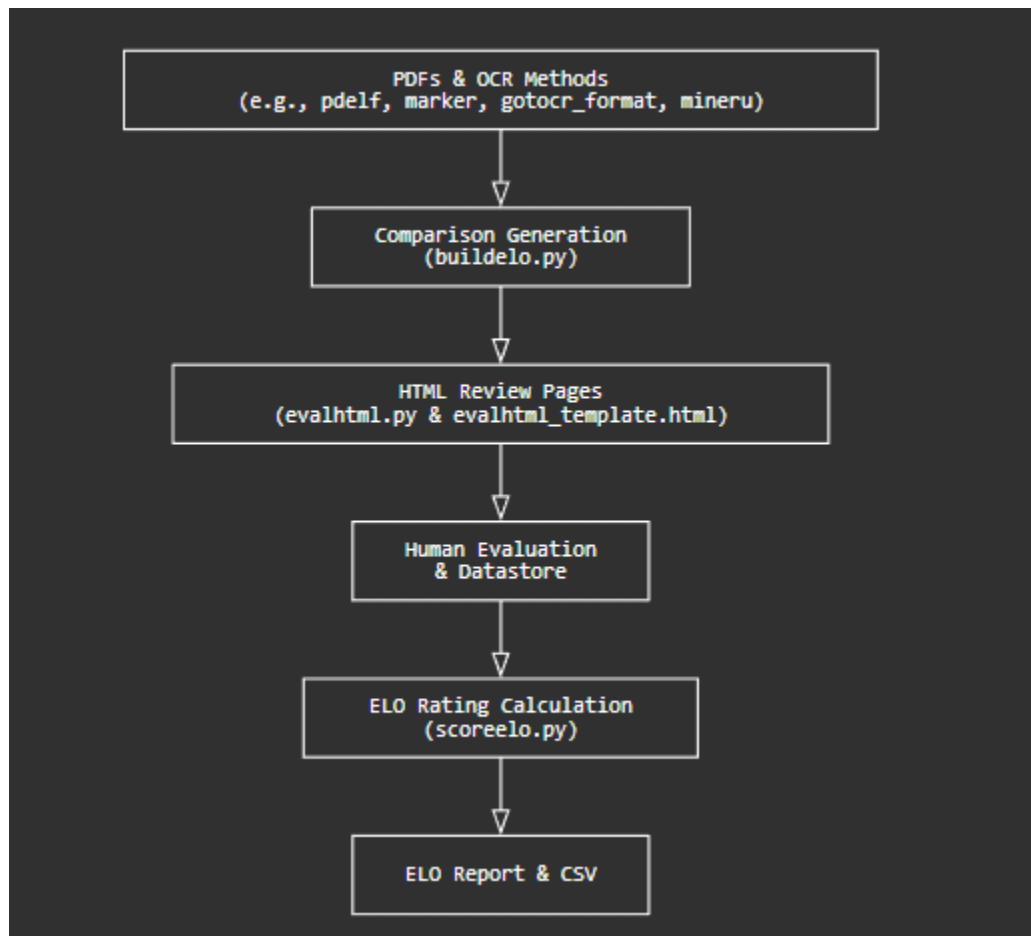 PDFs & OCR Methods
(e.g., pdelf, marker, gotocr_format, mineru)
Comparison Generation
(buildelo.py)
HTML Review Pages
(evalhtml.py & evalhtml_template.html)
Human Evaluation
& Datastore
ELO Rating Calculation
(scoreelo.py)
ELO Report & CSV